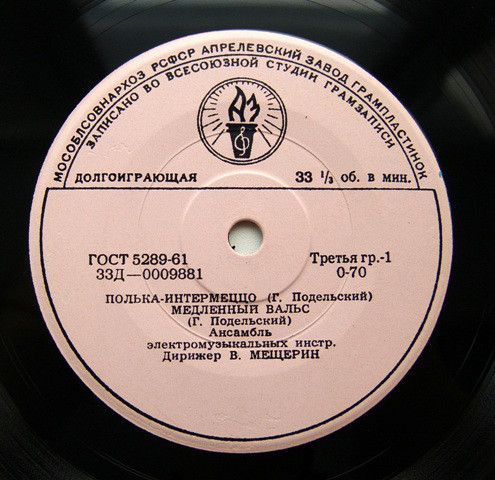 МОСОБЛСОВНАРХОЗ РСФСР АПРЕЛЕВСКИЙ ЗАВОД ГРАМПЛАСТИНОК
ЗАПИСАНО ВО ВСЕСОЮЗНОЙ СТУДИИ ГРАМЗАПИСИ
АЗ
ДОЛГОИГРАЮЩАЯ 33 1/3 об. в мин.
ГОСТ 5289-61 Третья гр.-1
33Д—0009881 0-70
ПОЛЬКА-ИНТЕРМЕЦЦО (Г. Подельский)
МЕДЛЕННЫЙ ВАЛЬС
(Г. Подельский)
Ансамбль
электромузыкальных инстр.
Дирижер В. МЕЩЕРИН